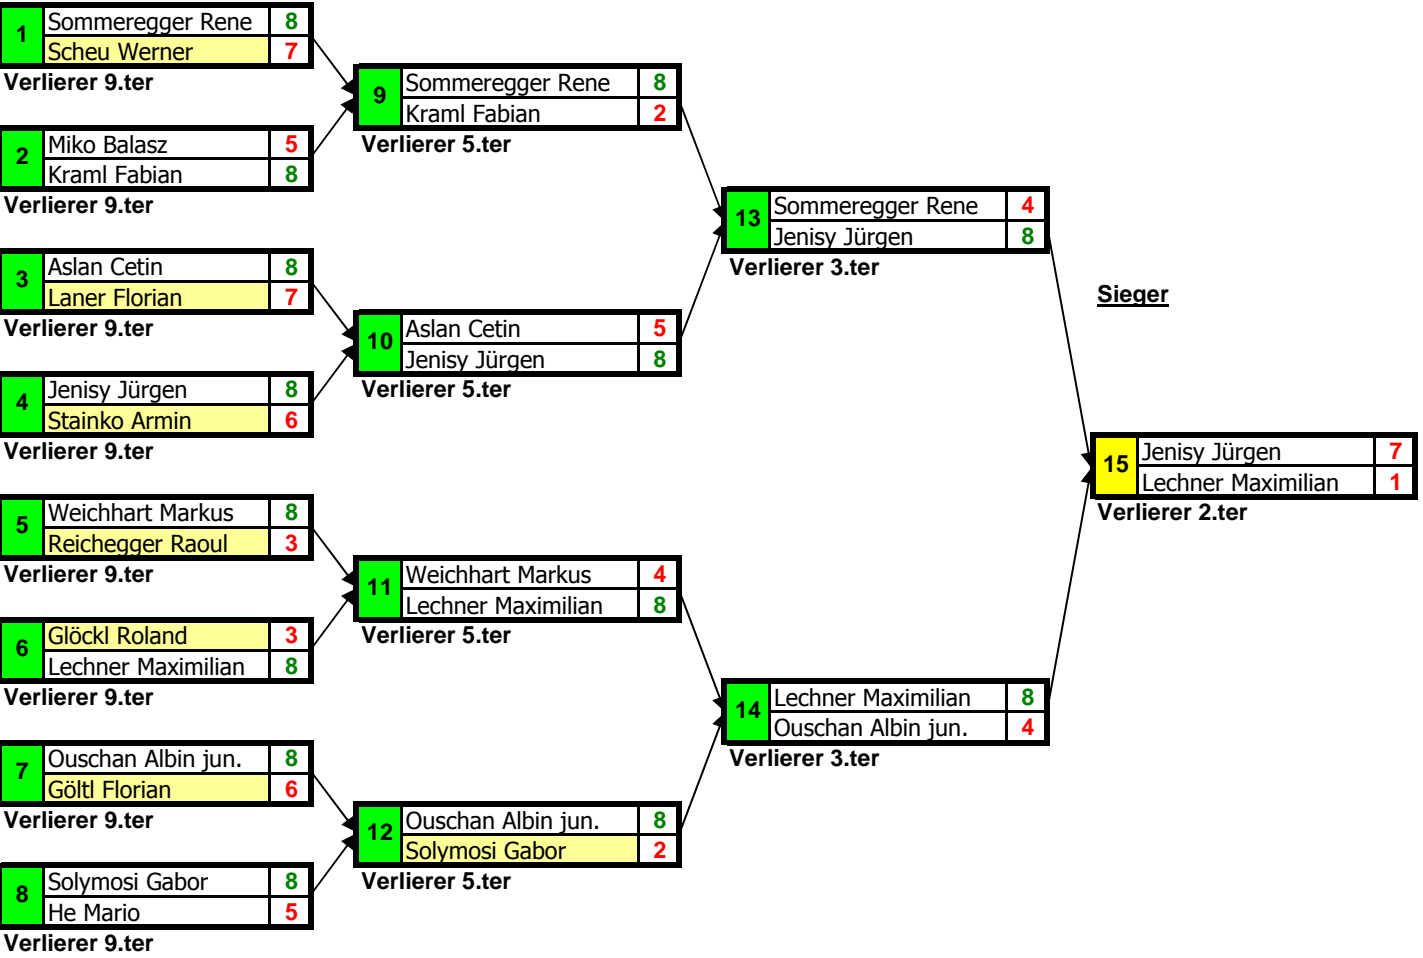 1
Sommeregger Rene 8
Scheu Werner 7
Verlierer 9.ter
2
Miko Balasz 5
Kraml Fabian 8
Verlierer 9.ter
3
Aslan Cetin 8
Laner Florian 7
Verlierer 9.ter
4
Jenisy Jürgen 8
Stainko Armin 6
Verlierer 9.ter
5
Weichhart Markus 8
Reichegger Raoul 3
Verlierer 9.ter
6
Glöckl Roland 3
Lechner Maximilian 8
Verlierer 9.ter
7
Ouschan Albin jun. 8
Göltl Florian 6
Verlierer 9.ter
8
Solymosi Gabor 8
He Mario 5
Verlierer 9.ter
9
Sommeregger Rene 8
Kraml Fabian 2
Verlierer 5.ter
10
Aslan Cetin 5
Jenisy Jürgen 8
Verlierer 5.ter
11
Weichhart Markus 4
Lechner Maximilian 8
Verlierer 5.ter
12
Ouschan Albin jun. 8
Solymosi Gabor 2
Verlierer 5.ter
13
Sommeregger Rene 4
Jenisy Jürgen 8
Verlierer 3.ter
14
Lechner Maximilian 8
Ouschan Albin jun. 4
Verlierer 3.ter
Sieger
15
Jenisy Jürgen 7
Lechner Maximilian 1
Verlierer 2.ter